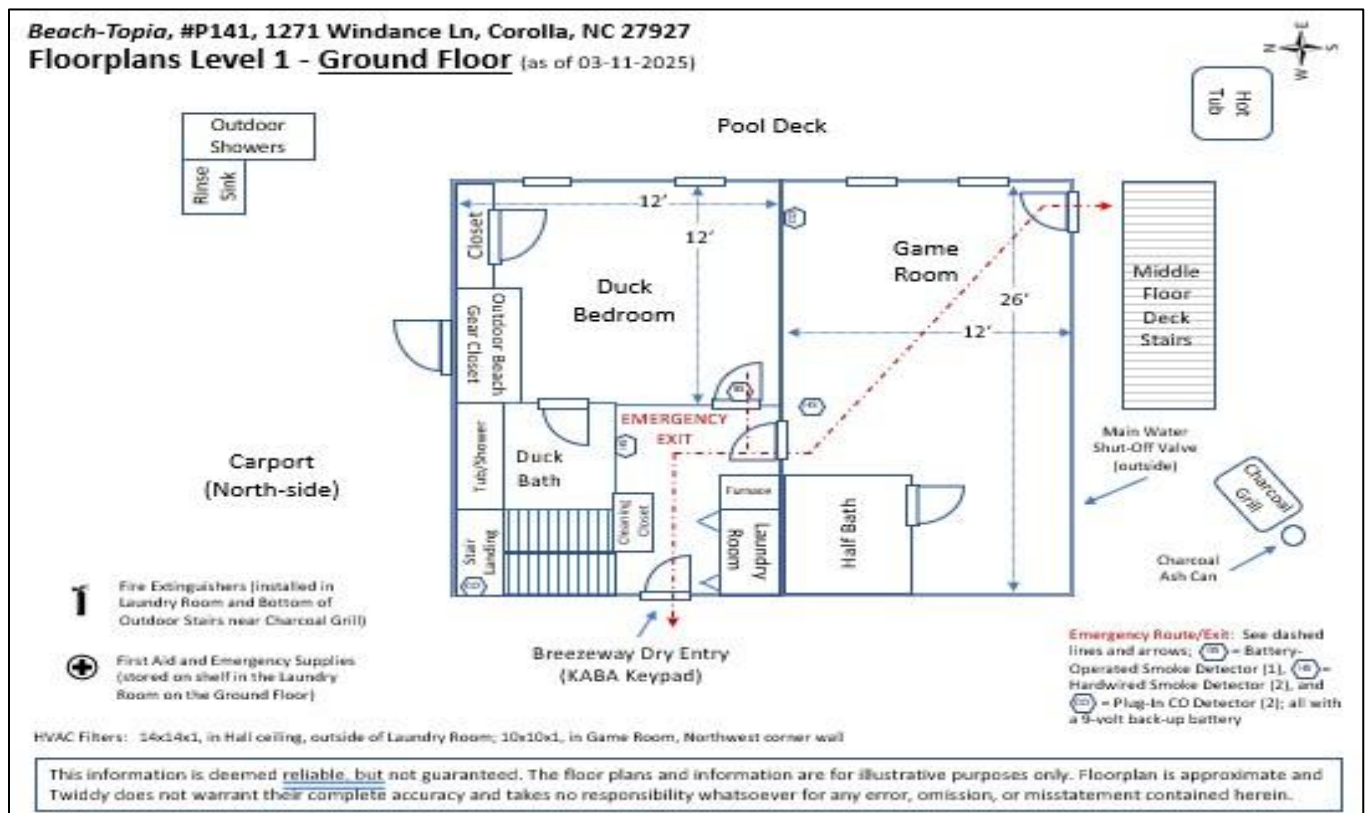 Beach-Topia, #P141, 1271 Windance Ln, Corolla, NC 27927
Floorplans Level 1 - Ground Floor (as of 03-11-2025)
E
N
S
W
Hot
Tub
Outdoor
Showers
Rinse
Sink
Pool Deck
Closet
12'
12'
Duck
Bedroom
Game
Room
26'
12'
Middle
Floor
Deck
Stairs
Outdoor Beach
Gear Closet
CO
EMERGENCY
EXIT
Carport
(North-side)
Tub/Shower
Duck
Bath
Stair
Landing
CO
Cleaning
Closet
Furnace
Laundry
Room
Half Bath
Main Water
Shut-Off Valve
(outside)
Charcoal
Grill
Charcoal
Ash Can
Fire Extinguishers (installed in
Laundry Room and Bottom of
Outdoor Stairs near Charcoal Grill)
First Aid and Emergency Supplies
(stored on shelf in the Laundry
Room on the Ground Floor)
Breezeway Dry Entry
(KABA Keypad)
Emergency Route/Exit: See dashed
lines and arrows; = Battery-
Operated Smoke Detector (1), =
Hardwired Smoke Detector (2), and
CO = Plug-In CO Detector (2); all with
a 9-volt back-up battery
HVAC Filters: 14x14x1, in Hall ceiling, outside of Laundry Room; 10x10x1, in Game Room, Northwest corner wall
This information is deemed reliable, but not guaranteed. The floor plans and information are for illustrative purposes only. Floorplan is approximate and
Twiddy does not warrant their complete accuracy and takes no responsibility whatsoever for any error, omission, or misstatement contained herein.